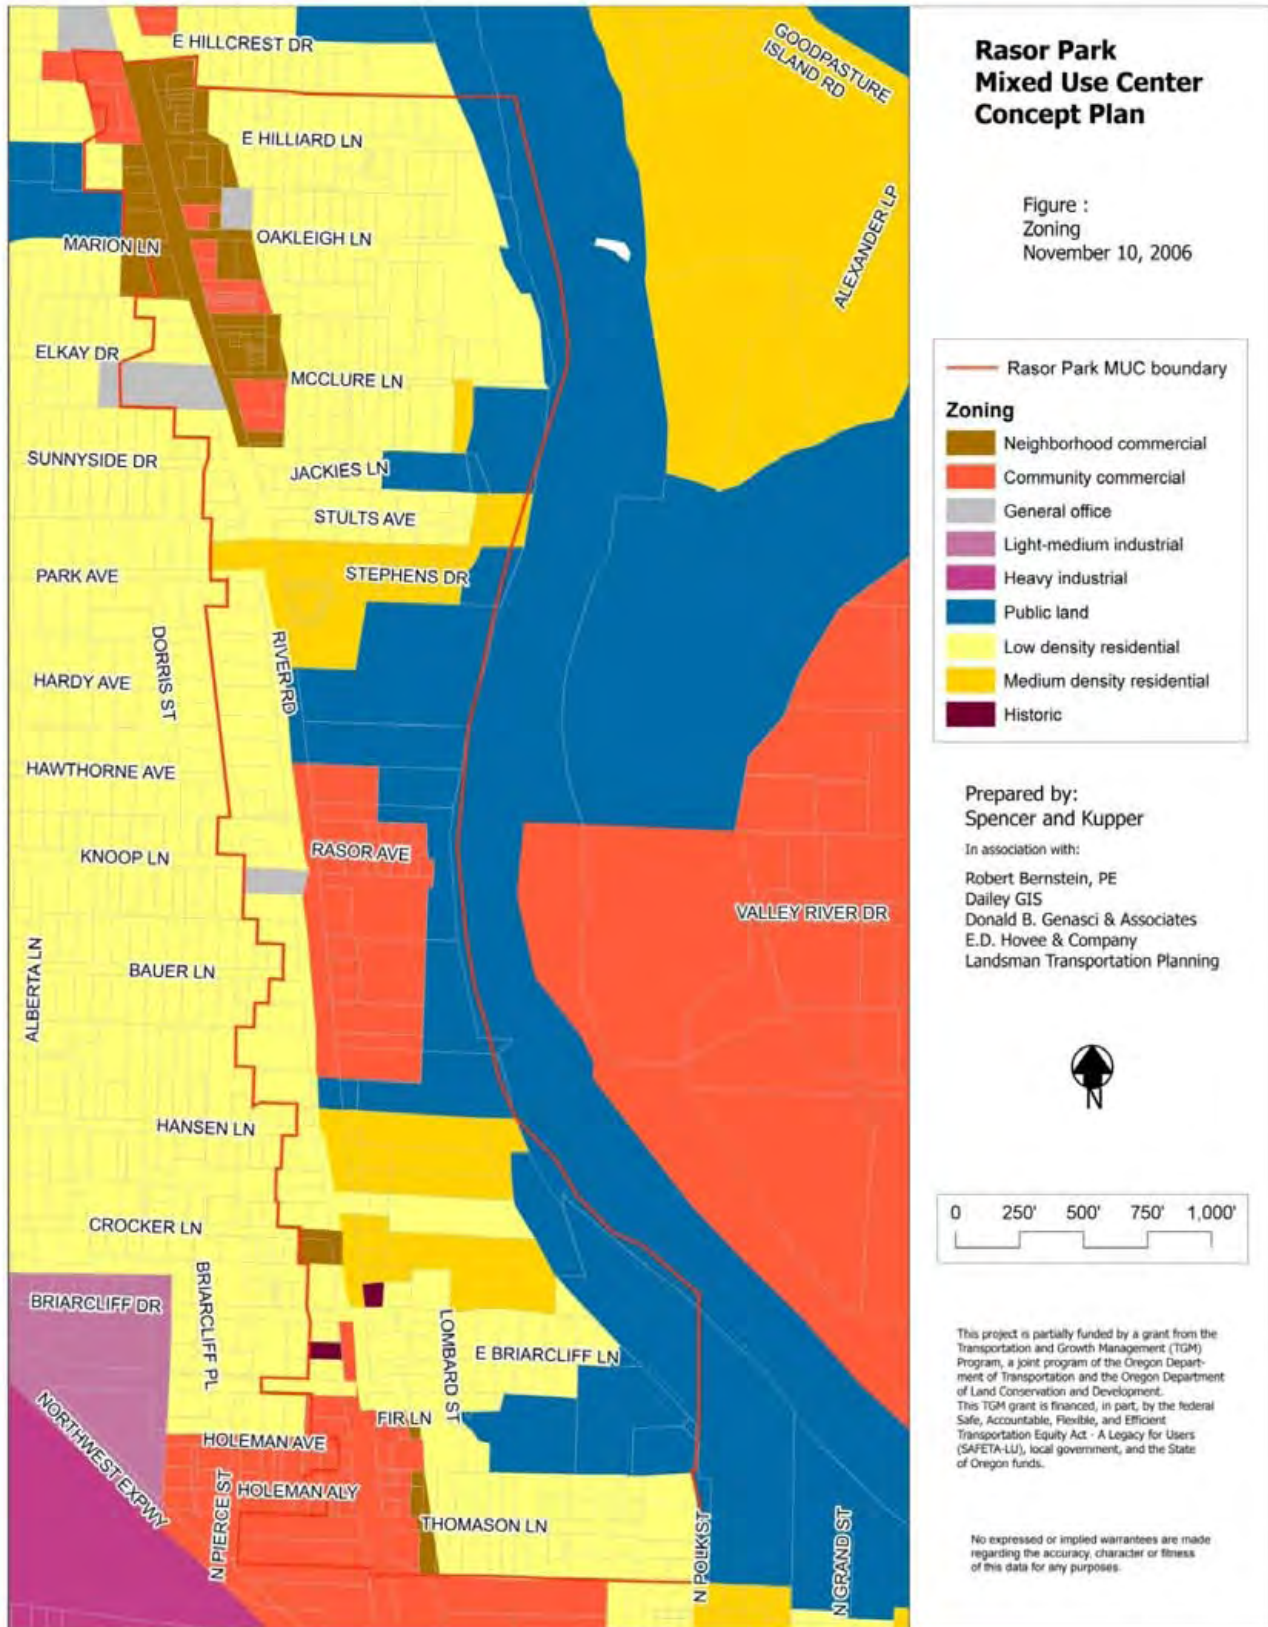 E HILLCREST DR
GOODPASTURE
ISLAND RD
E HILLIARD LN
ALEXANDER LP
MARION LN
OAKLEIGH LN
ELKAY DR
MCCLURE LN
SUNNYSIDE DR
JACKIES LN
STULTS AVE
PARK AVE
STEPHENS DR
DORRIS ST
RIVER RD
HARDY AVE
HAWTHORNE AVE
KNOOP LN
RASOR AVE
VALLEY RIVER DR
ALBERTA LN
BAUER LN
HANSEN LN
CROCKER LN
BRIARCLIFF DR
BRIARCLIFF PL
LOMBARD ST
E BRIARCLIFF LN
NORTHWEST EXPWY
FIR LN
HOLEMAN AVE
N PIERCE ST
HOLEMAN ALY
THOMASON LN
N POLK ST
N GRAND ST
Rasor Park
Mixed Use Center
Concept Plan
Figure :
Zoning
November 10, 2006
Rasor Park MUC boundary
Zoning
Neighborhood commercial
Community commercial
General office
Light-medium industrial
Heavy industrial
Public land
Low density residential
Medium density residential
Historic
Prepared by:
Spencer and Kupper
In association with:
Robert Bernstein, PE
Dailey GIS
Donald B. Genasci & Associates
E.D. Hovee & Company
Landsman Transportation Planning
N
0 250' 500' 750' 1,000'
This project is partially funded by a grant from the
Transportation and Growth Management (TGM)
Program, a joint program of the Oregon Depart-
ment of Transportation and the Oregon Department
of Land Conservation and Development.
This TGM grant is financed, in part, by the federal
Safe, Accountable, Flexible, and Efficient
Transportation Equity Act - A Legacy for Users
(SAFETA-LU), local government, and the State
of Oregon funds.
No expressed or implied warrantees are made
regarding the accuracy, character or fitness
of this data for any purposes.